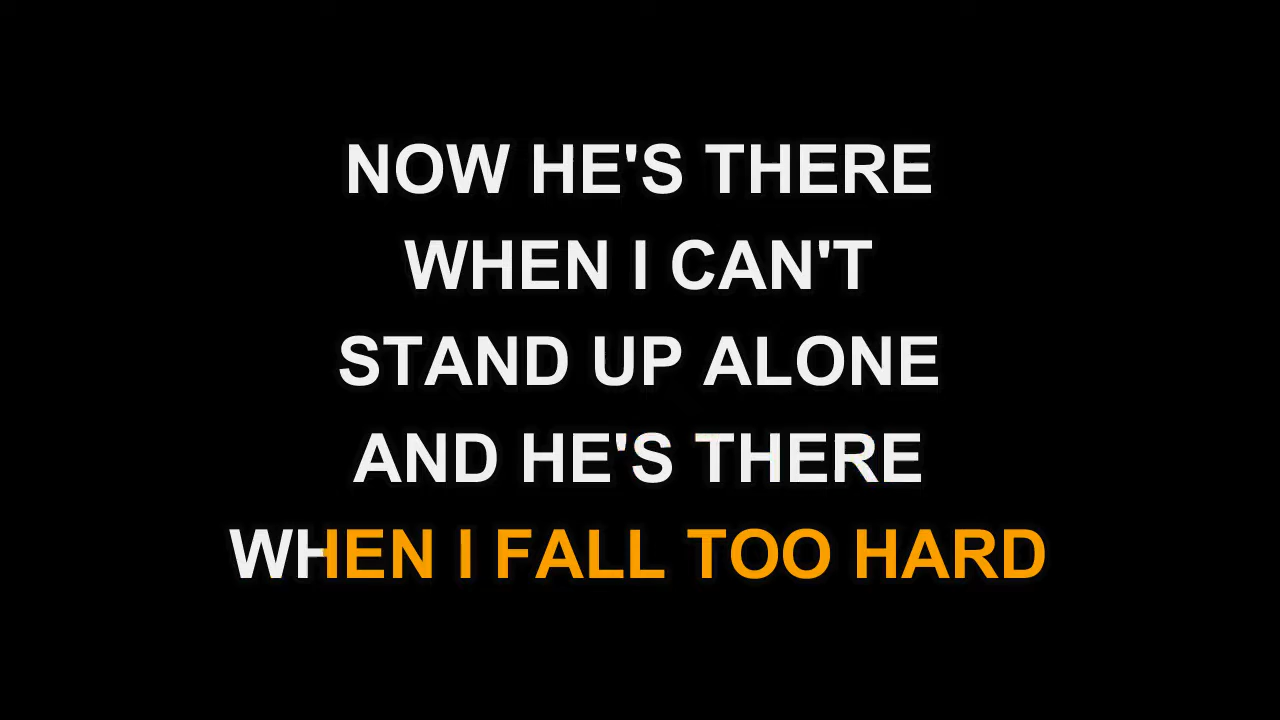 NOW HE'S THERE
WHEN I CAN'T
STAND UP ALONE
AND HE'S THERE
WHEN I FALL TOO HARD